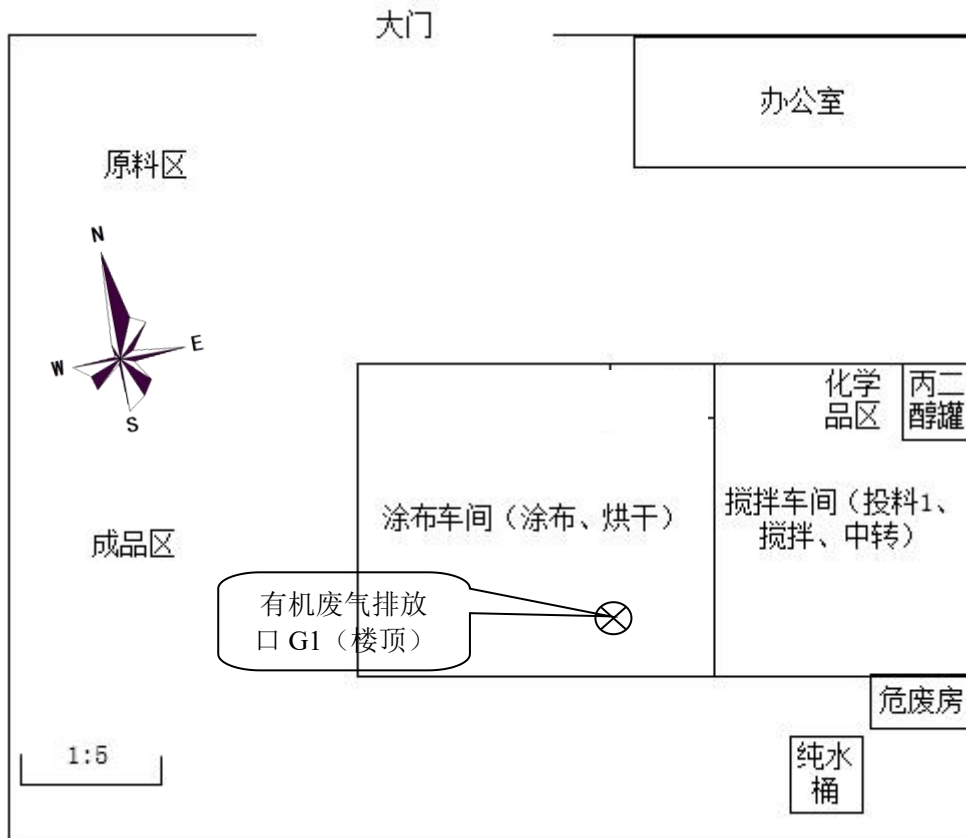 大门
办公室
原料区
N
E
W
S
化学
品区
丙二
醇罐
涂布车间（涂布、烘干）
搅拌车间（投料1、
搅拌、中转）
成品区
有机废气排放
口 G1（楼顶）
危废房
1:5
纯水
桶